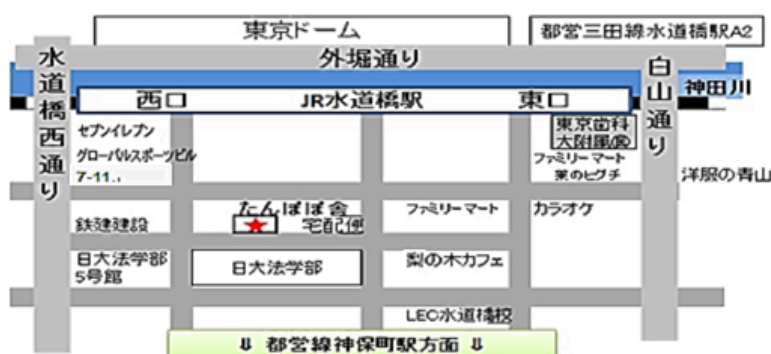 東京ドーム
都営三田線水道橋駅A2
外堀通り
水道橋西通り
白山通り
神田川
西口
JR水道橋駅
東口
セブンイレブン
グローバルスポーツビル
7-11.
東京歯科
大附属㊩
ファミリーマート
薬のヒグチ
洋服の青山
たんぽぽ舎
ファミリーマート
カラオケ
鉄建建設
★
宅配便
日大法学部
5号館
日大法学部
梨の木カフェ
LEC水道橋校
⇓ 都営線神保町駅方面 ⇓